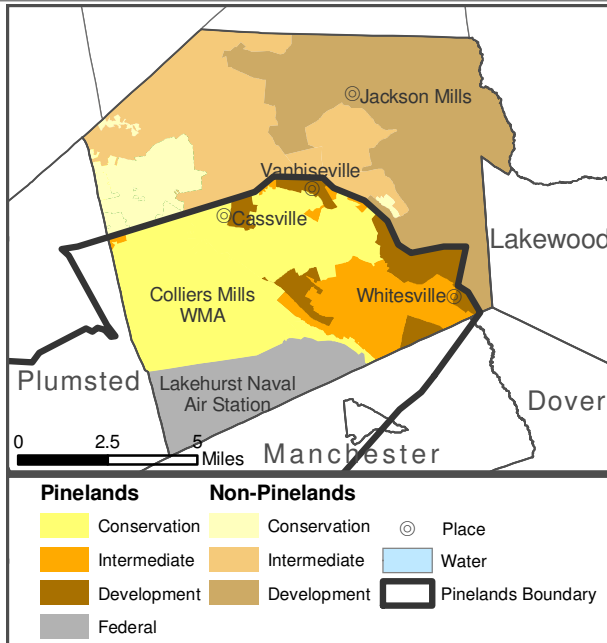 Jackson Mills
Vanhiseville
Cassville
Lakewood
Colliers Mills
WMA
Whitesville
Plumsted
Lakehurst Naval
Air Station
Dover
0 2.5 5
Miles
Manchester
Pinelands Non-Pinelands
Conservation Conservation Place
Intermediate Intermediate Water
Development Development Pinelands Boundary
Federal